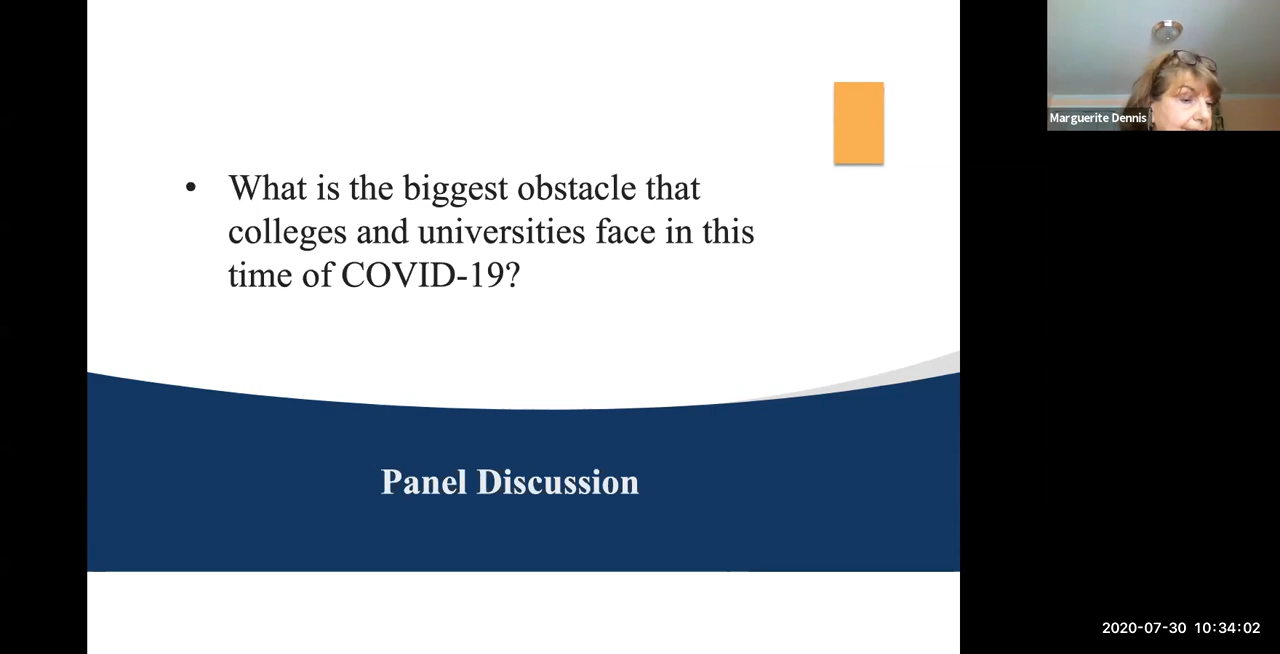 • What is the biggest obstacle that
colleges and universities face in this
time of COVID-19?
Panel Discussion
Marguerite Dennis
2020-07-30 10:34:02